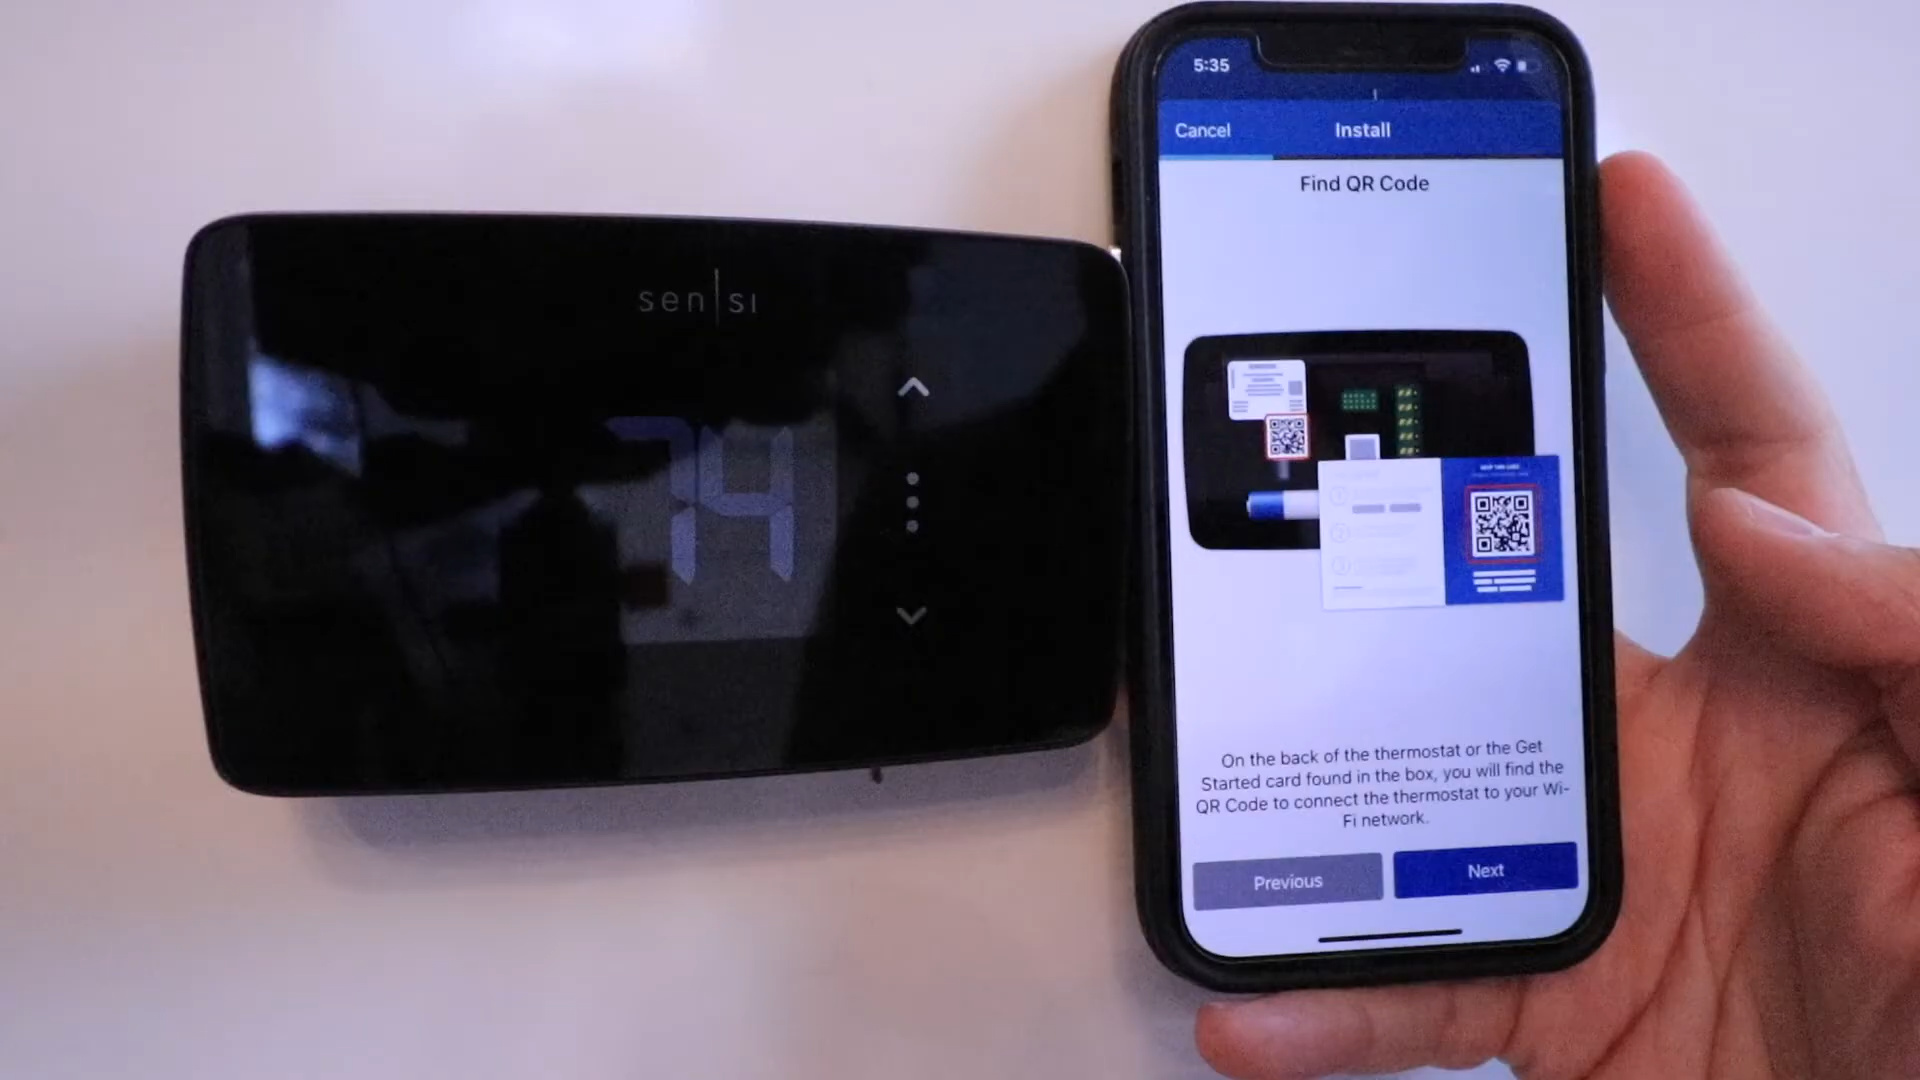 sen|si
74
5:35
Cancel
Install
Find QR Code
On the back of the thermostat or the Get
Started card found in the box, you will find the
QR Code to connect the thermostat to your Wi-
Fi network.
Previous
Next